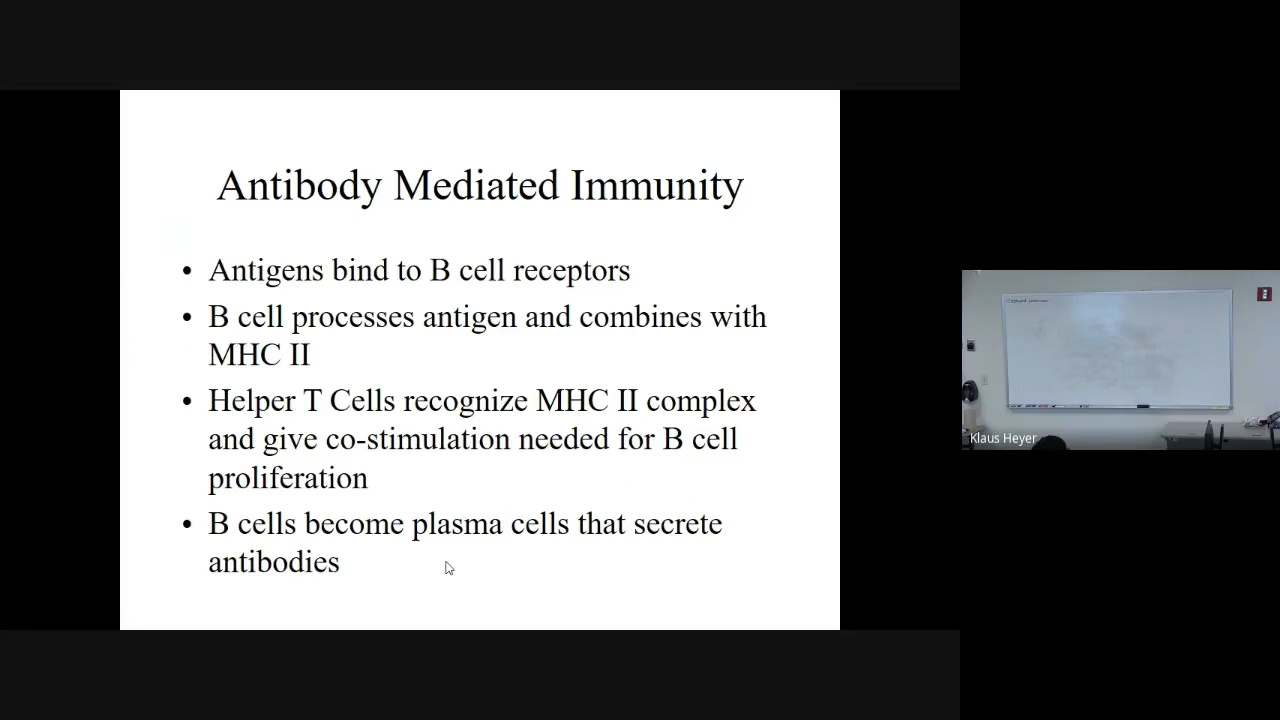 Antibody Mediated Immunity
• Antigens bind to B cell receptors
• B cell processes antigen and combines with
MHC II
• Helper T Cells recognize MHC II complex
and give co-stimulation needed for B cell
proliferation
• B cells become plasma cells that secrete
antibodies
Klaus Heyer